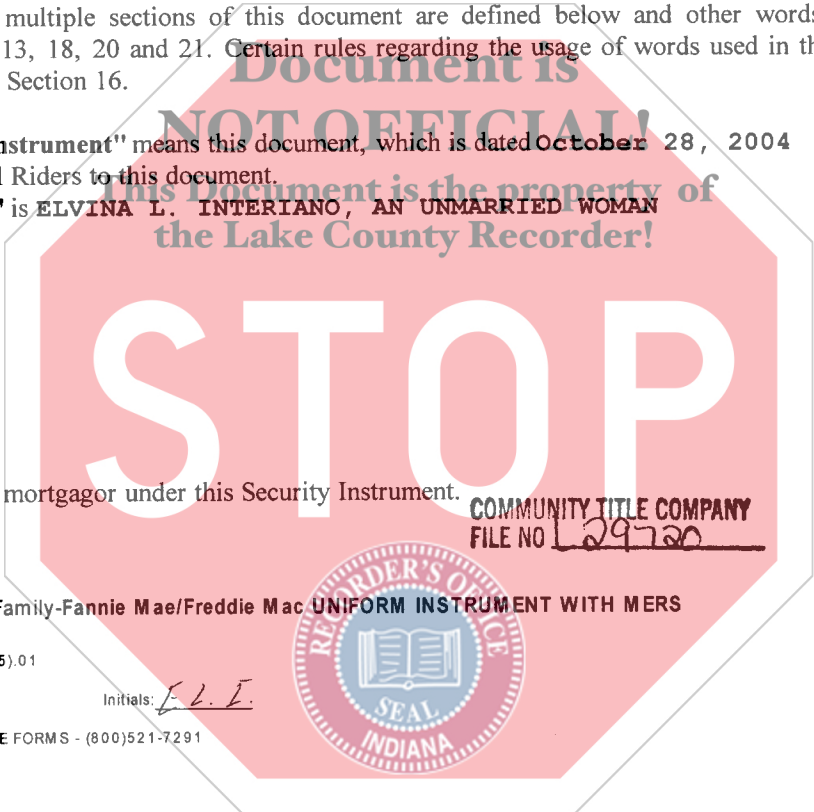 multiple sections of this document are defined below and other words
13, 18, 20 and 21. Certain rules regarding the usage of words used in th
Section 16.
Document is
NOT OFFICIAL!
This Document is the property of
the Lake County Recorder!
nstrument" means this document, which is dated October 28, 2004
l Riders to this document.
" is ELVINA L. INTERIANO, AN UNMARRIED WOMAN
STOP
mortgagor under this Security Instrument.
COMMUNITY TITLE COMPANY
FILE NO L 29720
Family-Fannie Mae/Freddie Mac UNIFORM INSTRUMENT WITH MERS
5).01
Initials: E. L. I.
E FORMS - (800)521-7291
RECORDER'S OFFICE
SEAL
INDIANA